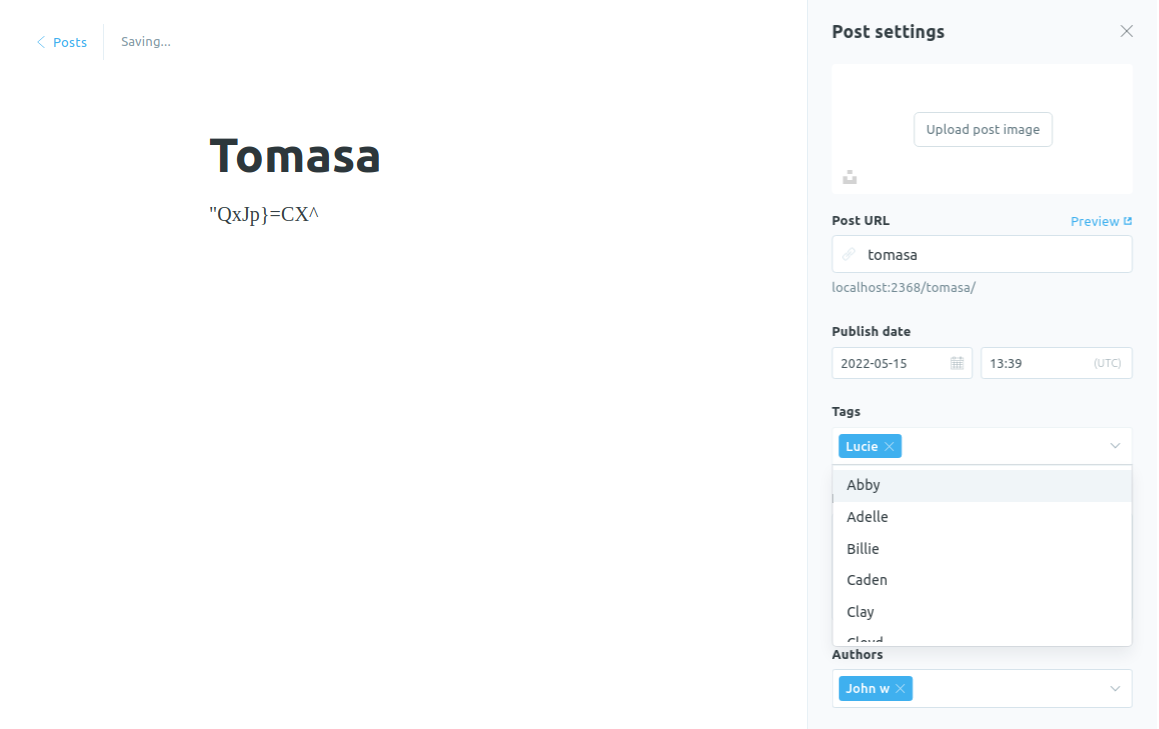 Posts
Saving...
Tomasa
"QxJp}=CX^
Post settings
Upload post image
Post URL
Preview
tomasa
localhost:2368/tomasa/
Publish date
2022-05-15
13:39
(UTC)
Tags
Lucie
Abby
Adelle
Billie
Caden
Clay
Authors
John w